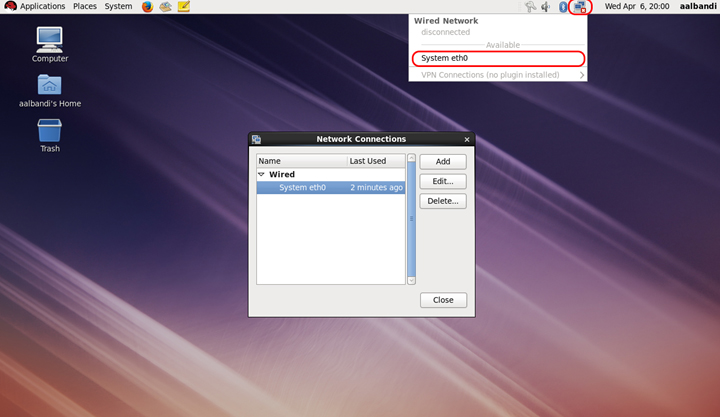 Applications Places System Wed Apr 6, 20:00 aalbandi
Wired Network
disconnected
Available
System eth0
VPN Connections (no plugin installed)
Computer
aalbandi's Home
Trash
Network Connections
Name Last Used
Wired
System eth0 2 minutes ago
Add
Edit...
Delete...
Close